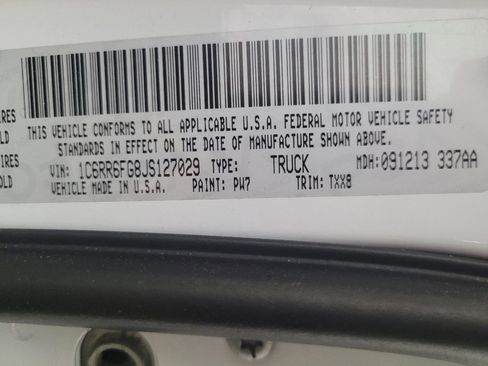 IRES
OLD
IRES
OLD
THIS VEHICLE CONFORMS TO ALL APPLICABLE U.S.A. FEDERAL MOTOR VEHICLE SAFETY
STANDARDS IN EFFECT ON THE DATE OF MANUFACTURE SHOWN ABOVE.
VIN: 1C6RR6FG8JS127029 TYPE: TRUCK MDH: 091213 337AA
VEHICLE MADE IN U.S.A. PAINT: PW7 TRIM: TXX8